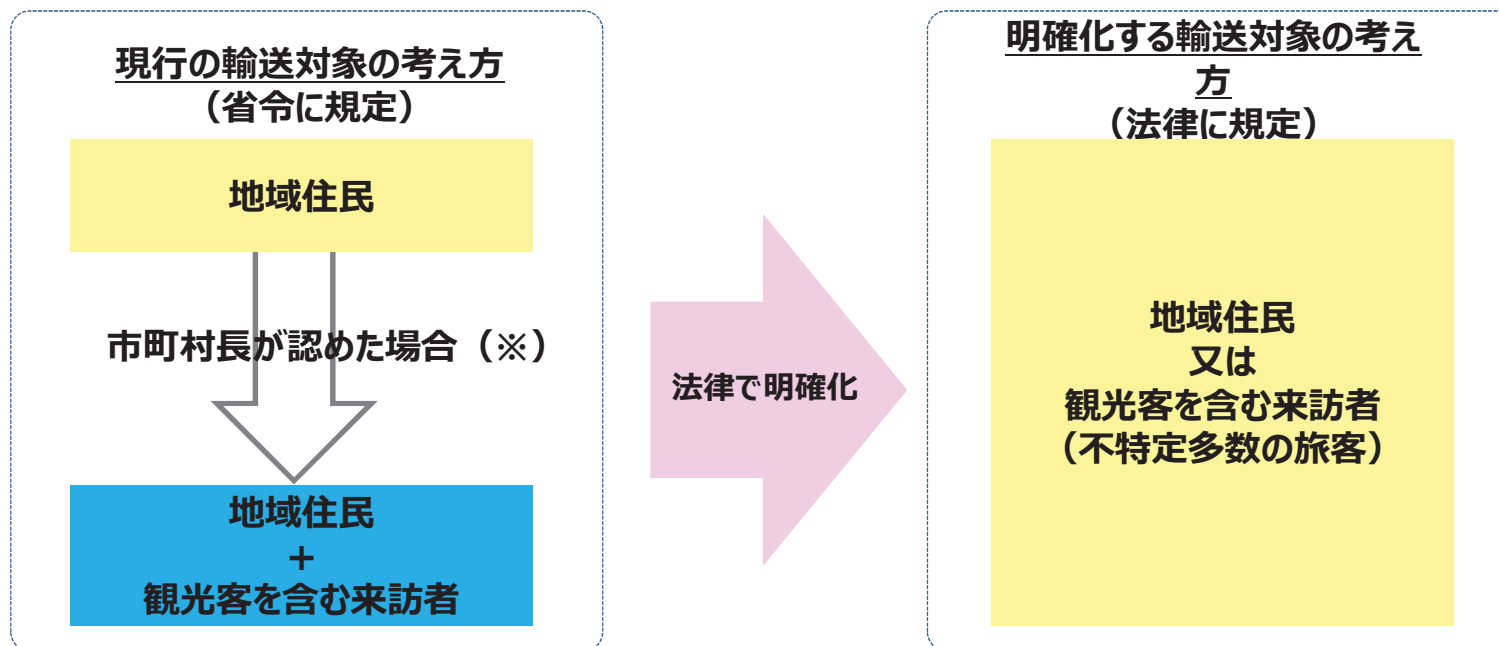 現行の輸送対象の考え方
（省令に規定）
地域住民
市町村長が認めた場合（※）
地域住民
＋
観光客を含む来訪者
法律で明確化
明確化する輸送対象の考え
方
（法律に規定）
地域住民
又は
観光客を含む来訪者
（不特定多数の旅客）